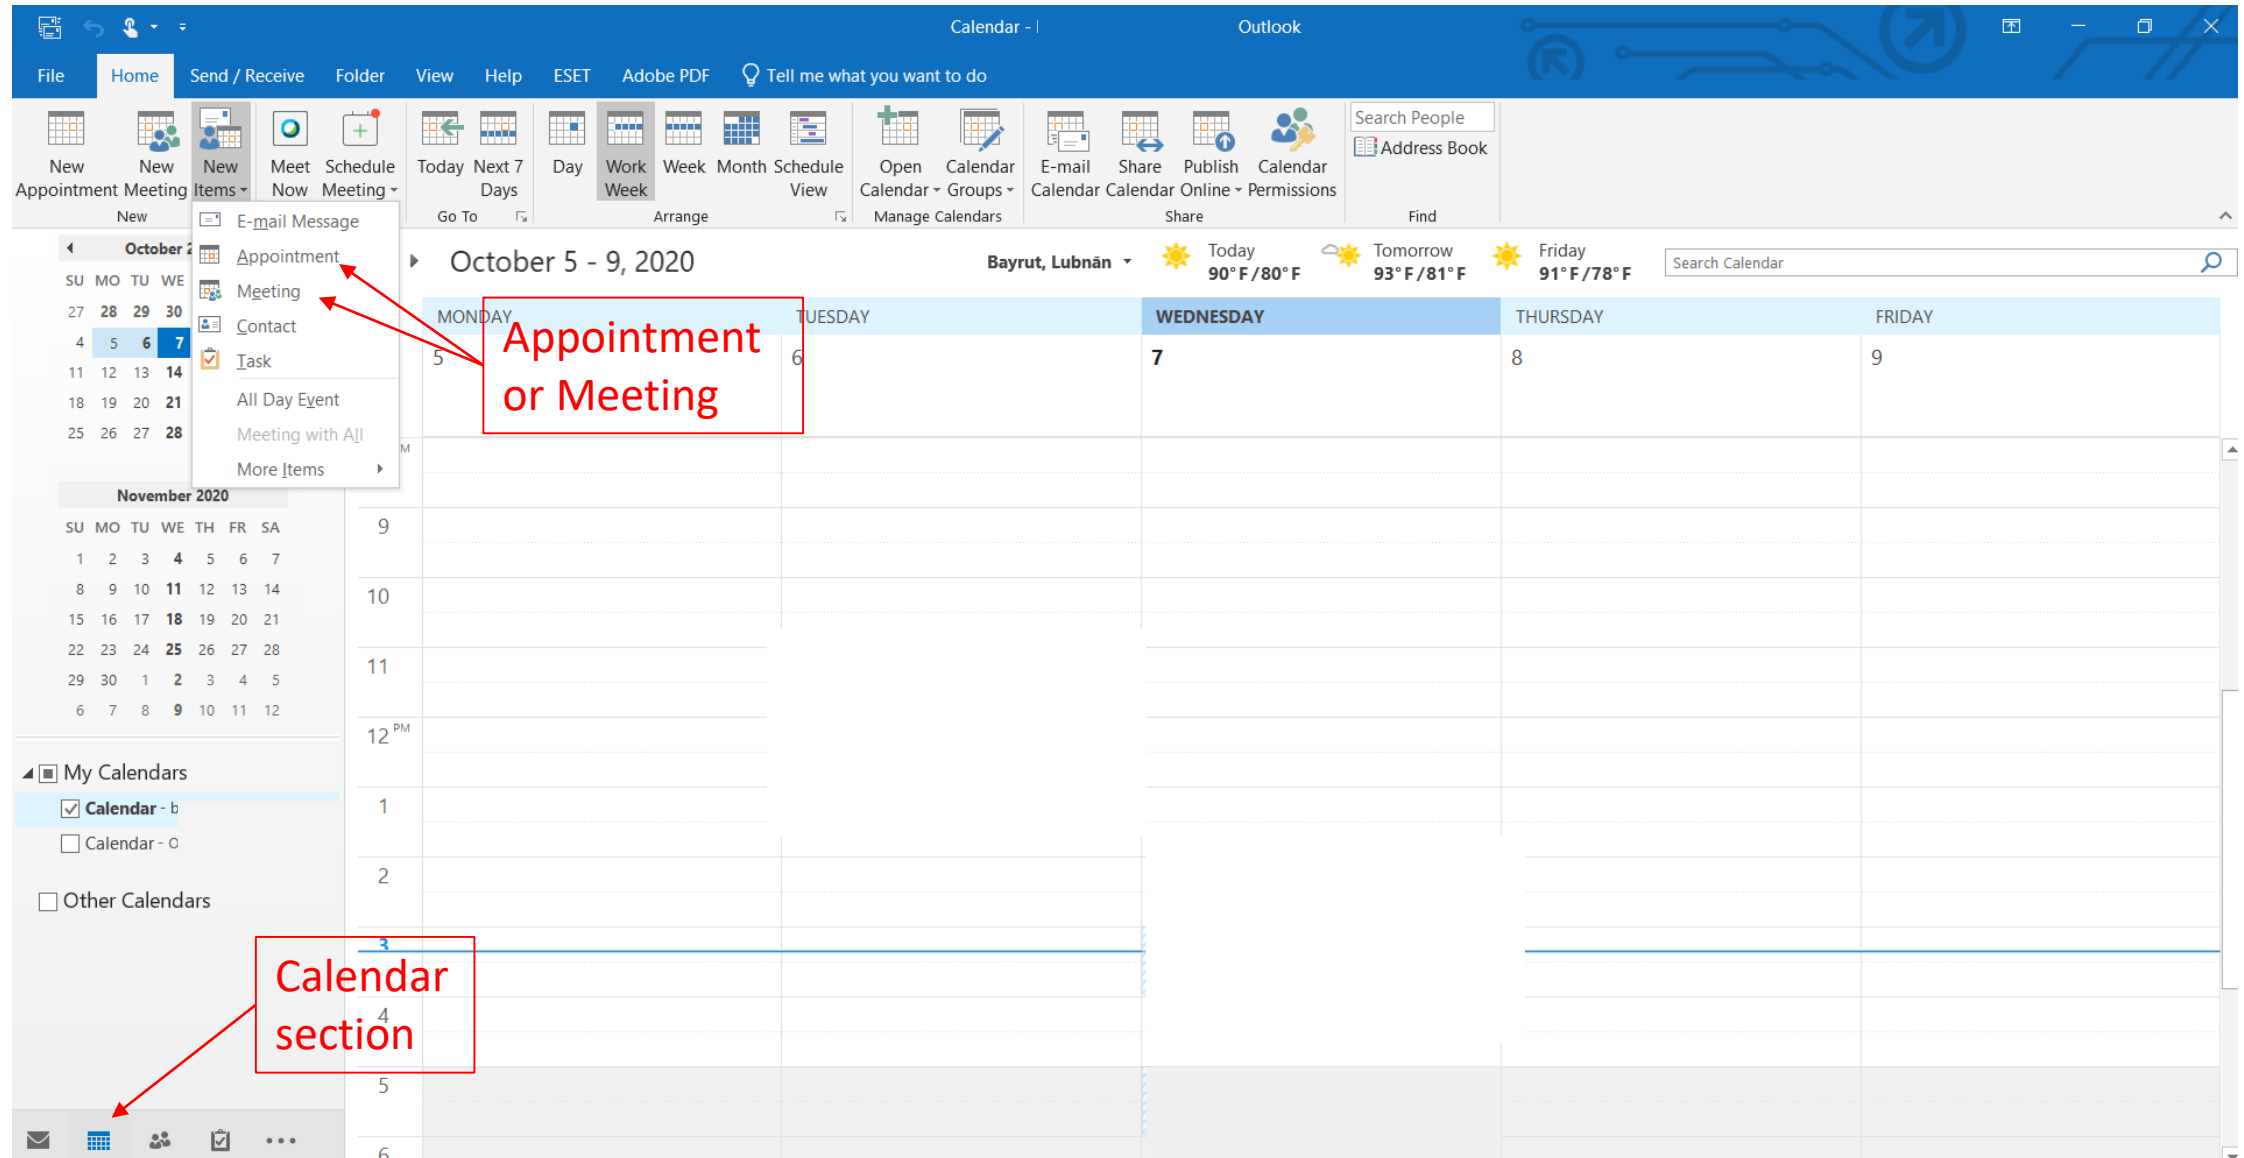 Calendar - Outlook
File Home Send / Receive Folder View Help ESET Adobe PDF Tell me what you want to do
New Appointment
New Meeting
New Items
Meet Now
Schedule Meeting
Today
Next 7 Days
Day
Work Week
Week
Month
Schedule View
Open Calendar
Calendar Groups
E-mail Calendar
Share Calendar
Publish Online
Calendar Permissions
Search People
Address Book
New
Go To
Arrange
Manage Calendars
Share
Find
E-mail Message
Appointment
Meeting
Contact
Task
All Day Event
Meeting with All
More Items
October 2
SU MO TU WE
27 28 29 30
4 5 6 7
11 12 13 14
18 19 20 21
25 26 27 28
November 2020
SU MO TU WE TH FR SA
1 2 3 4 5 6 7
8 9 10 11 12 13 14
15 16 17 18 19 20 21
22 23 24 25 26 27 28
29 30 1 2 3 4 5
6 7 8 9 10 11 12
My Calendars
Calendar - b
Calendar - O
Other Calendars
October 5 - 9, 2020
Bayrut, Lubnān
Today
90°F/80°F
Tomorrow
93°F/81°F
Friday
91°F/78°F
Search Calendar
MONDAY TUESDAY WEDNESDAY THURSDAY FRIDAY
5 6 7 8 9
Appointment
or Meeting
M
9
10
11
12 PM
1
2
3
4
5
6
Calendar
section